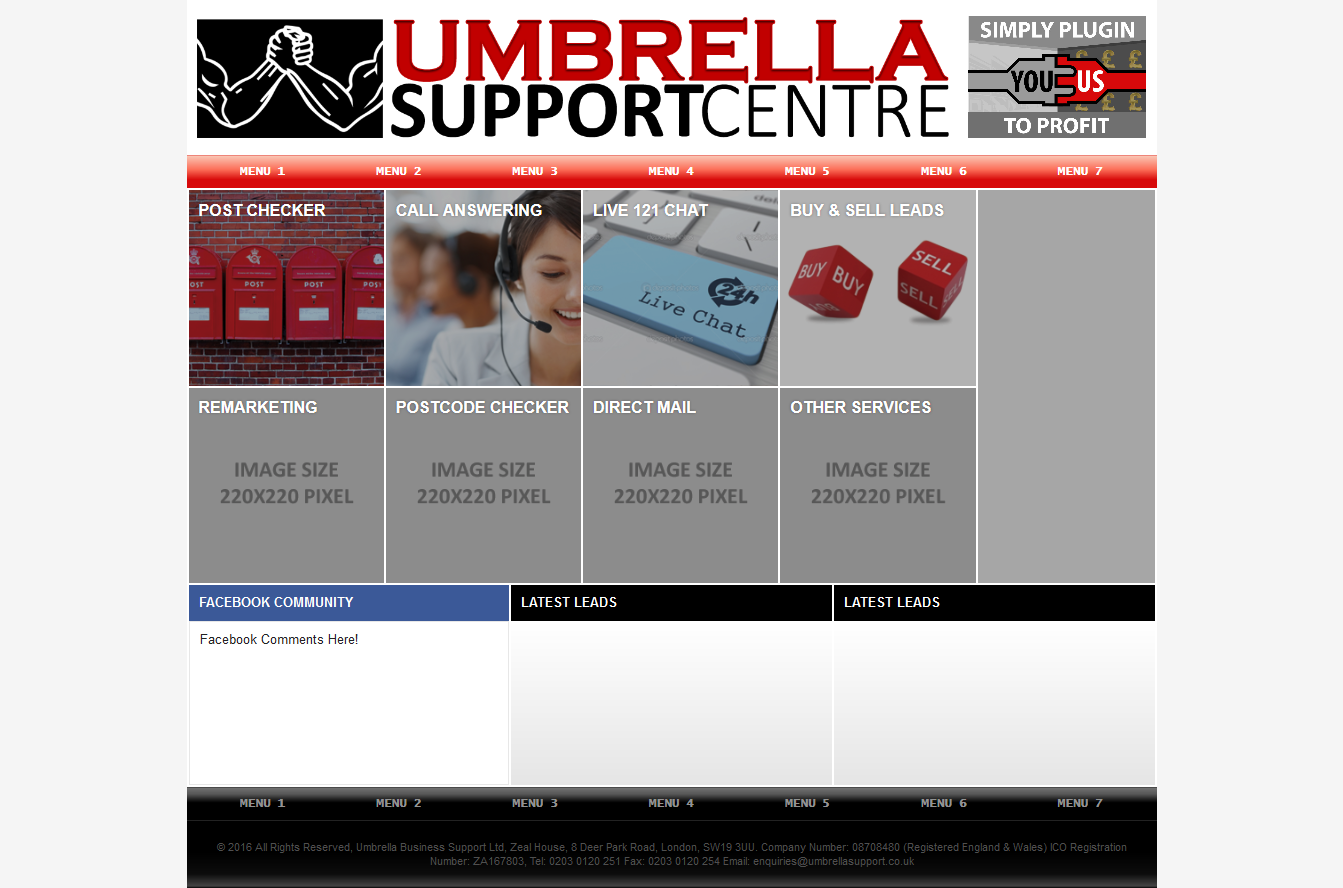 UMBRELLA
SUPPORTCENTRE
SIMPLY PLUGIN
£ £
YOU US
£ £
TO PROFIT
MENU 1 MENU 2 MENU 3 MENU 4 MENU 5 MENU 6 MENU 7
POST CHECKER
POST POST POST POST
CALL ANSWERING
LIVE 121 CHAT
24h
Live Chat
BUY & SELL LEADS
BUY BUY
SELL
SELL SELL
REMARKETING
IMAGE SIZE
220X220 PIXEL
POSTCODE CHECKER
IMAGE SIZE
220X220 PIXEL
DIRECT MAIL
IMAGE SIZE
220X220 PIXEL
OTHER SERVICES
IMAGE SIZE
220X220 PIXEL
FACEBOOK COMMUNITY
Facebook Comments Here!
LATEST LEADS
LATEST LEADS
MENU 1 MENU 2 MENU 3 MENU 4 MENU 5 MENU 6 MENU 7
© 2016 All Rights Reserved, Umbrella Business Support Ltd, Zeal House, 8 Deer Park Road, London, SW19 3UU. Company Number: 08708480 (Registered England & Wales) ICO Registration
Number: ZA167803, Tel: 0203 0120 251 Fax: 0203 0120 254 Email: enquiries@umbrellasupport.co.uk